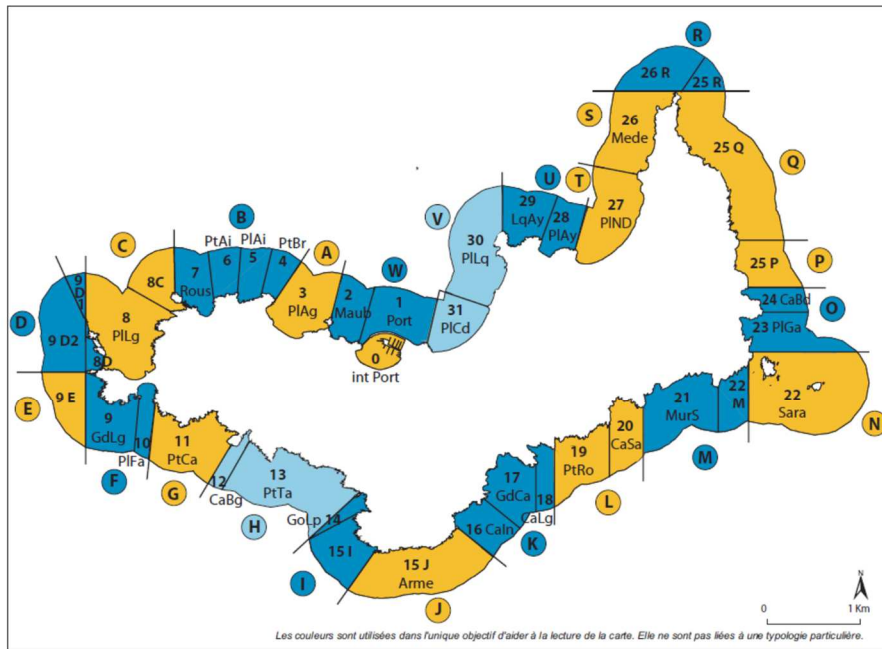 R
26 R
25 R
S
26
Mede
25 Q
Q
U
T
29
LqAy
28
PlAy
27
PlND
V
30
PlLq
31
PlCd
B
PtAi
PlAi
PtBr
C
8C
7
Rous
6
5
4
A
3
PlAg
W
2
Maub
1
Port
0
int Port
25 P
P
24 CaBd
O
23 PlGa
D
9
D
1
9 D2
8
PlLg
8D
E
9 E
9
GdLg
10
PlFa
F
11
PtCa
G
12
CaBg
13
PtTa
H
GoLp
14
15 I
I
15 J
Arme
J
16 CaIn
17
GdCa
18
CaLg
K
19
PtRo
20
CaSa
L
21
MurS
22
M
M
22
Sara
N
N
0
1 Km
Les couleurs sont utilisées dans l'unique objectif d'aider à la lecture de la carte. Elle ne sont pas liées à une typologie particulière.